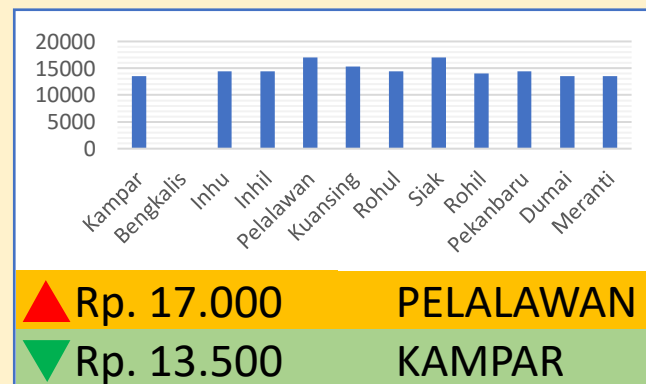 20000
15000
10000
5000
0
Kampar
Bengkalis
Inhu
Inhil
Pelalawan
Kuansing
Rohul
Siak
Rohil
Pekanbaru
Dumai
Meranti
Rp. 17.000 PELALAWAN
Rp. 13.500 KAMPAR